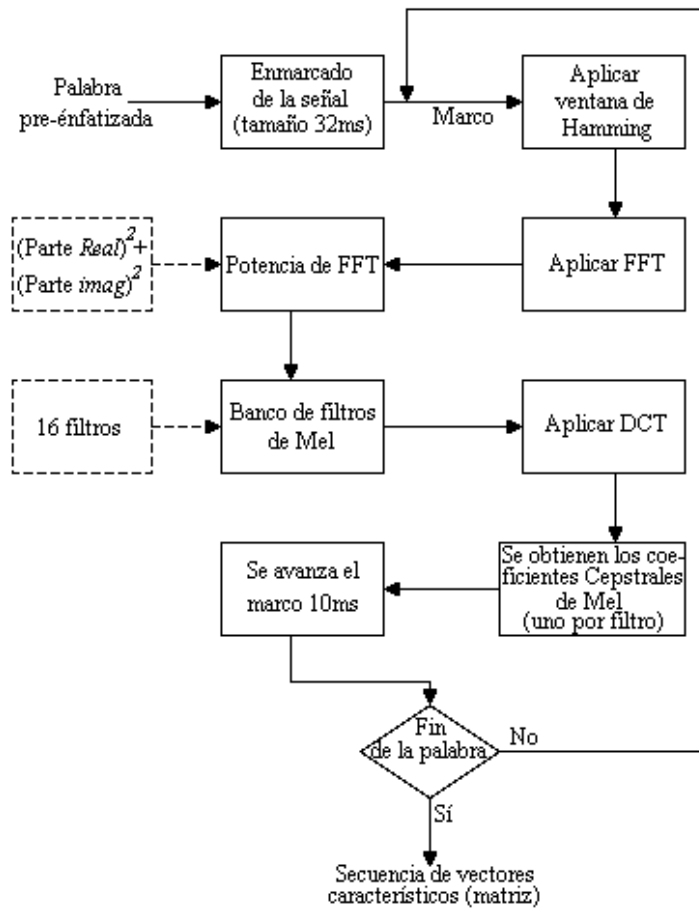 Palabra
pre-énfatizada
Enmarcado
de la señal
(tamaño 32ms)
Marco
Aplicar
ventana de
Hamming
(Parte Real)²+
(Parte imag)²
Potencia de FFT
Aplicar FFT
16 filtros
Banco de filtros
de Mel
Aplicar DCT
Se avanza el
marco 10ms
Se obtienen los coe-
ficientes Cepstrales
de Mel
(uno por filtro)
Fin
de la palabra
No
Sí
Secuencia de vectores
característicos (matriz)